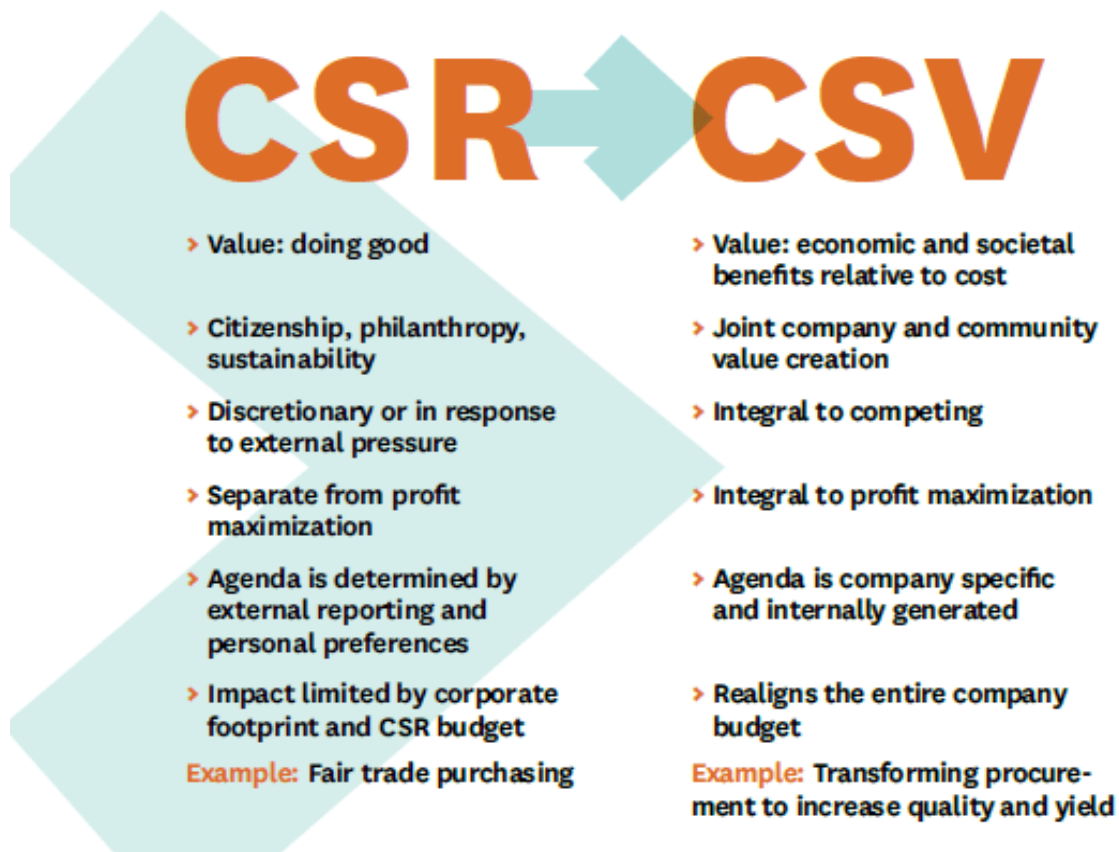 CSR CSV
> Value: doing good
> Citizenship, philanthropy,
sustainability
> Discretionary or in response
to external pressure
> Separate from profit
maximization
> Agenda is determined by
external reporting and
personal preferences
> Impact limited by corporate
footprint and CSR budget
Example: Fair trade purchasing
> Value: economic and societal
benefits relative to cost
> Joint company and community
value creation
> Integral to competing
> Integral to profit maximization
> Agenda is company specific
and internally generated
> Realigns the entire company
budget
Example: Transforming procure-
ment to increase quality and yield